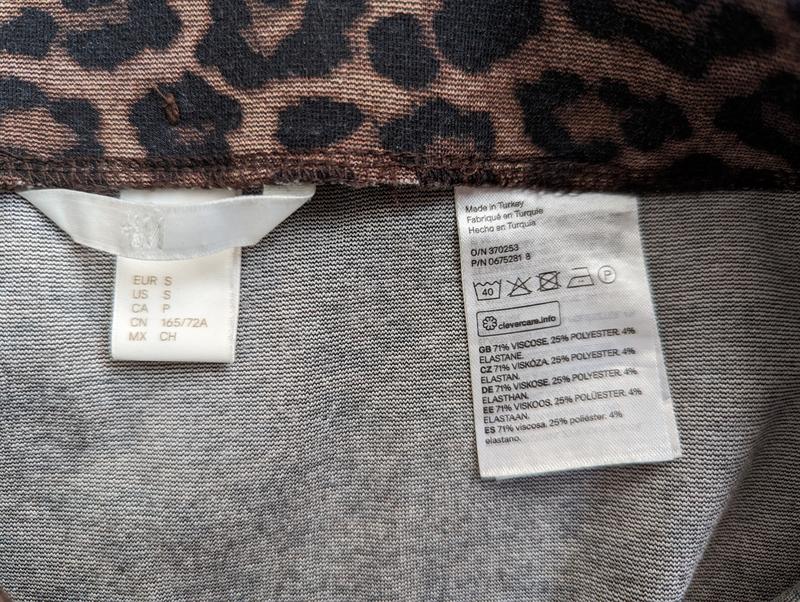 EUR S
US S
CA P
CN 165/72A
MX CH
Made in Turkey
Fabriqué en Turquie
Hecho en Turquía
O/N 370253
P/N 0675281 8
40
P
clevercare.info
GB 71% VISCOSE, 25% POLYESTER, 4%
ELASTANE.
CZ 71% VISKÓZA, 25% POLYESTER, 4%
ELASTAN.
DE 71% VISKOSE, 25% POLYESTER, 4%
ELASTHAN.
EE 71% VISKOOS, 25% POLÜESTER, 4%
ELASTAAN.
ES 71% viscosa, 25% poliéster, 4%
elastano.